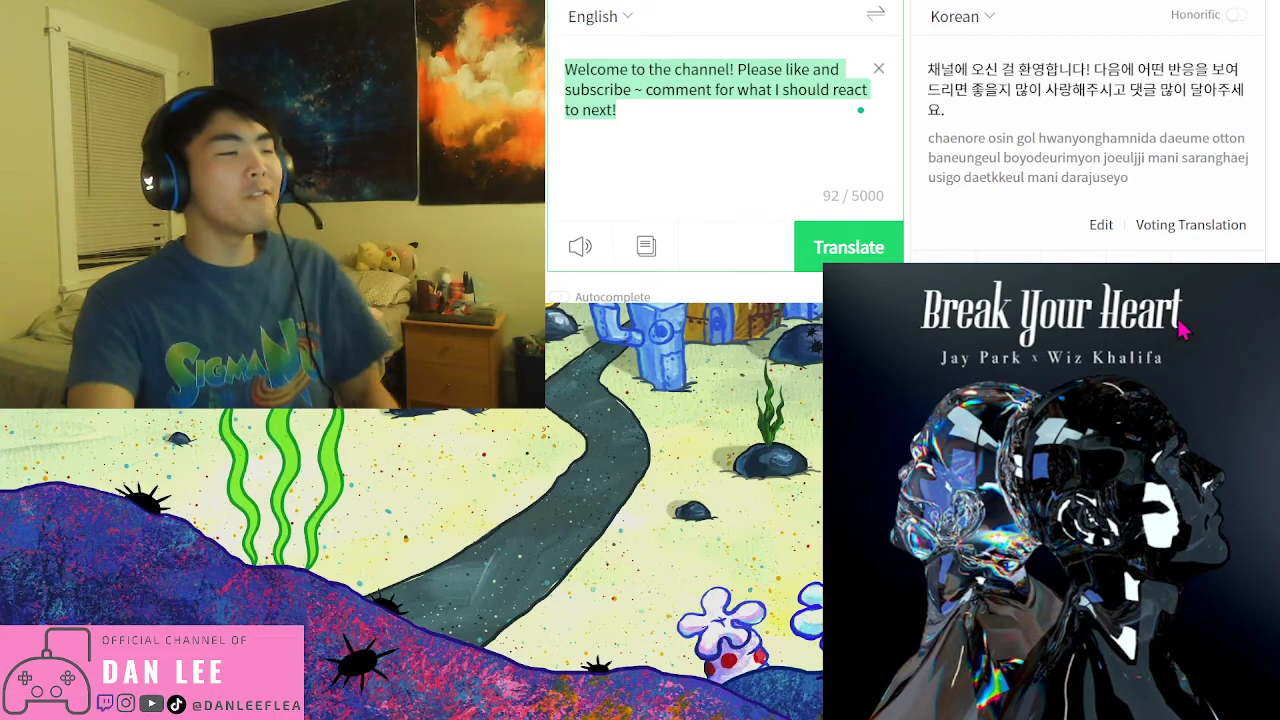 English
Welcome to the channel! Please like and
subscribe ~ comment for what I should react
to next!
92 / 5000
Translate
Autocomplete
Korean
Honorific
채널에 오신 걸 환영합니다! 다음에 어떤 반응을 보여
드리면 좋을지 많이 사랑해주시고 댓글 많이 달아주세
요.
chaenore osin gol hwanyonghamnida daeume otton
baneungeul boyodeurimyon joeuljji mani saranghaej
usigo daetkkeul mani darajuseyo
Edit
Voting Translation
Break Your Heart
Jay Park x Wiz Khalifa
OFFICIAL CHANNEL OF
DAN LEE
@DANLEEFLEA